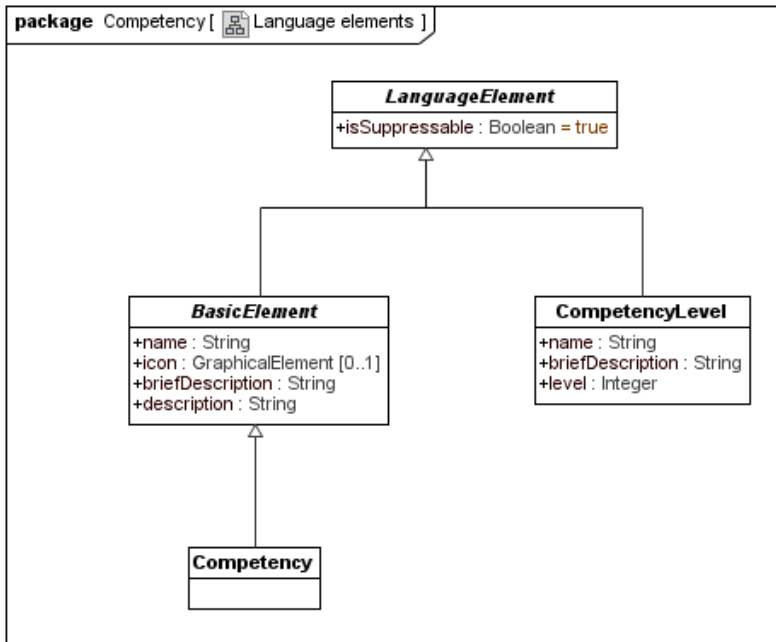 package Competency [ Language elements ]
LanguageElement
+isSuppressable : Boolean = true
BasicElement
+name : String
+icon : GraphicalElement [0..1]
+briefDescription : String
+description : String
CompetencyLevel
+name : String
+briefDescription : String
+level : Integer
Competency